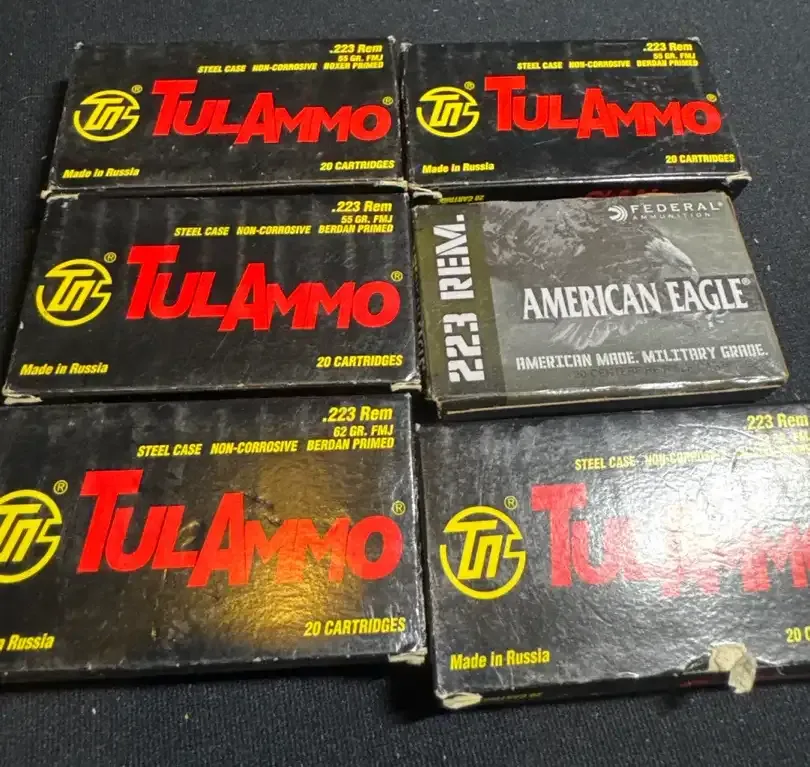 .223 Rem
55 GR. FMJ
STEEL CASE NON-CORROSIVE BOXER PRIMED
TULAMMO®
Made in Russia
20 CARTRIDGES
.223 Rem
55 GR. FMJ
STEEL CASE NON-CORROSIVE BERDAN PRIMED
TULAMMO®
Made in Russia
20 CARTRIDGES
20 CARTRIDGES
.223 Rem
55 GR. FMJ
STEEL CASE NON-CORROSIVE BERDAN PRIMED
TULAMMO®
Made in Russia
20 CARTRIDGES
FEDERAL®
AMMUNITION
223 REM.
AMERICAN EAGLE®
AMERICAN MADE. MILITARY GRADE.
.223 Rem
62 GR. FMJ
STEEL CASE NON-CORROSIVE BERDAN PRIMED
TULAMMO®
Russia
20 CARTRIDGES
223 Rem
STEEL CASE NON-CORROSIVE
TULAMM
Made in Russia
20